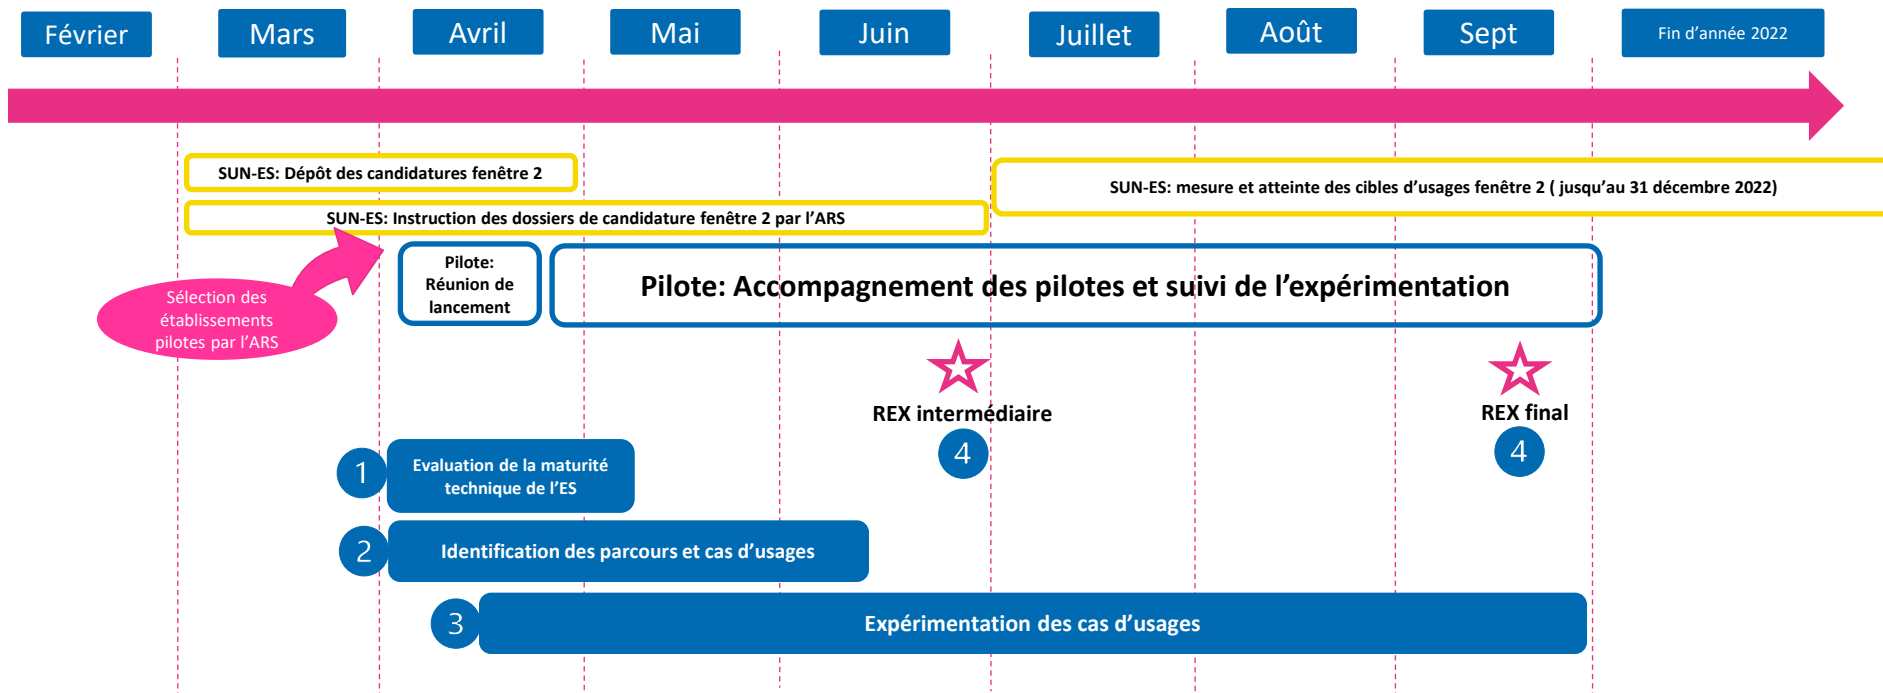 Février
Mars
Avril
Mai
Juin
Juillet
Août
Sept
Fin d'année 2022
SUN-ES: Dépôt des candidatures fenêtre 2
SUN-ES: mesure et atteinte des cibles d'usages fenêtre 2 ( jusqu'au 31 décembre 2022)
SUN-ES: Instruction des dossiers de candidature fenêtre 2 par l'ARS
Sélection des
établissements
pilotes par l'ARS
Pilote:
Réunion de
lancement
Pilote: Accompagnement des pilotes et suivi de l'expérimentation
REX intermédiaire
4
REX final
4
1
Evaluation de la maturité
technique de l'ES
2
Identification des parcours et cas d'usages
3
Expérimentation des cas d'usages